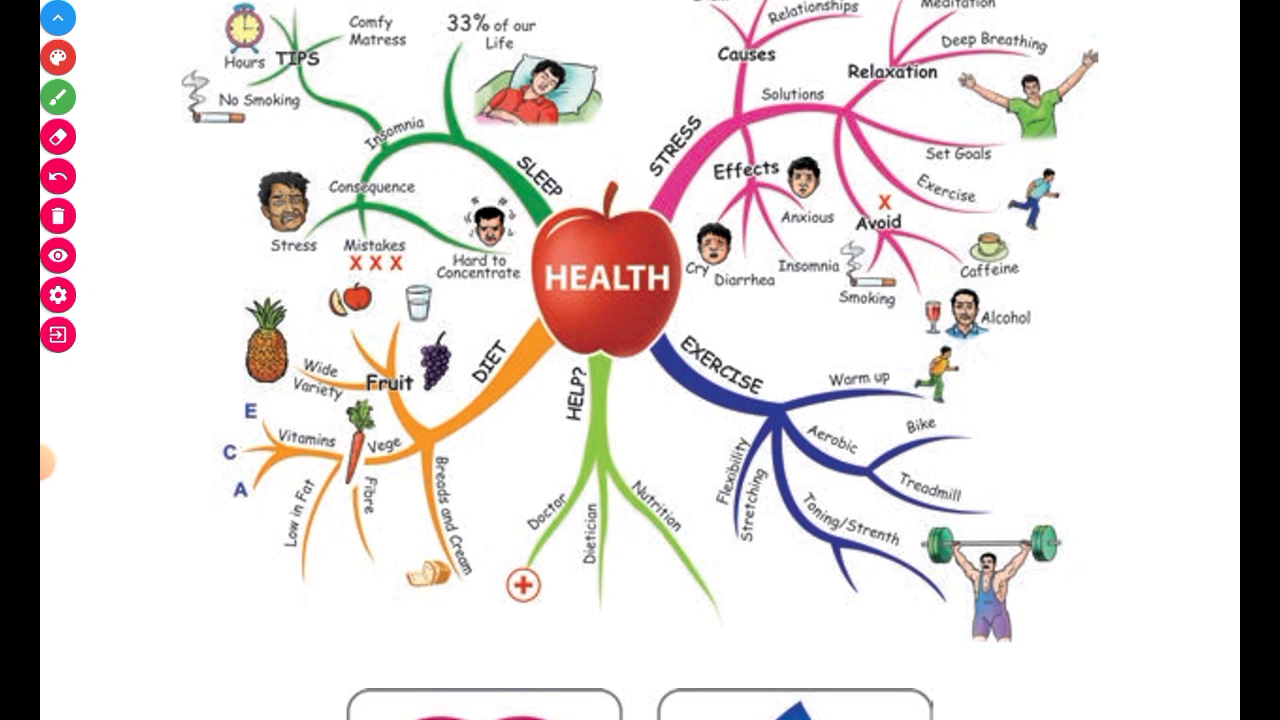 HEALTH
SLEEP
33% of our
Life
Insomnia
TIPS
Hours
Comfy
Matress
No Smoking
Consequence
Stress
Mistakes
X X X
Hard to
Concentrate
STRESS
Causes
Relationships
Solutions
Relaxation
Meditation
Deep Breathing
Set Goals
Exercise
X
Avoid
Smoking
Caffeine
Alcohol
Effects
Anxious
Cry
Diarrhea
Insomnia
DIET
Fruit
Wide
Variety
Vege
Vitamins
E
C
A
Low in Fat
Fibre
Breads and Cream
HELP?
Doctor
Dietician
Nutrition
EXERCISE
Warm up
Aerobic
Bike
Treadmill
Toning/Strenth
Flexibility
Stretching